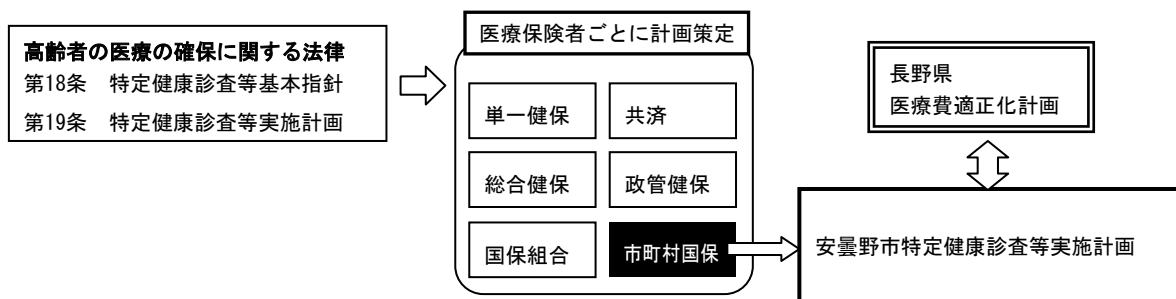 高齢者の医療の確保に関する法律
第18条　特定健康診査等基本指針
第19条　特定健康診査等実施計画
医療保険者ごとに計画策定
単一健保
共済
総合健保
政管健保
国保組合
市町村国保
長野県
医療費適正化計画
安曇野市特定健康診査等実施計画